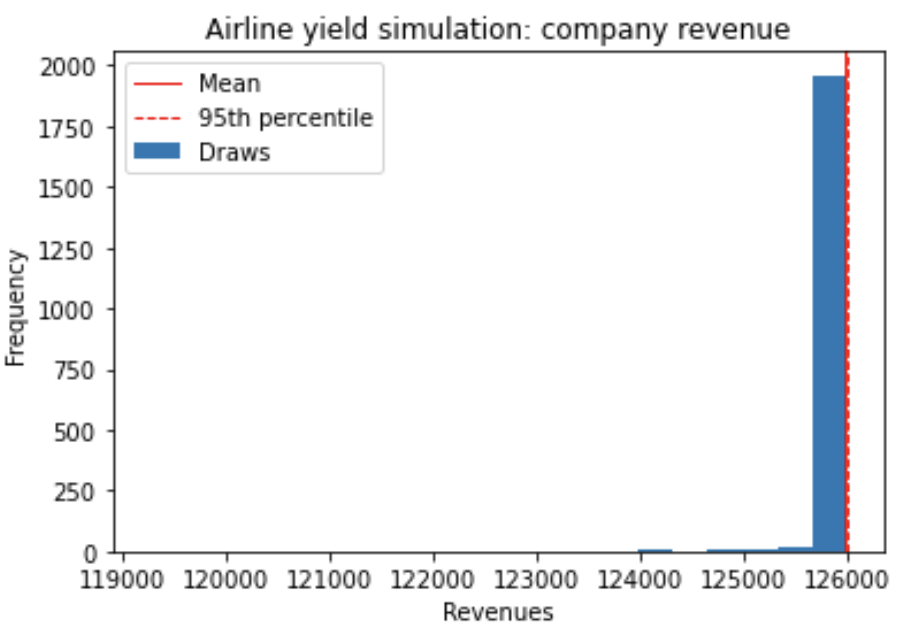 Airline yield simulation: company revenue
2000
1750
1500
1250
1000
750
500
250
0
Frequency
Mean
95th percentile
Draws
119000 120000 121000 122000 123000 124000 125000 126000
Revenues